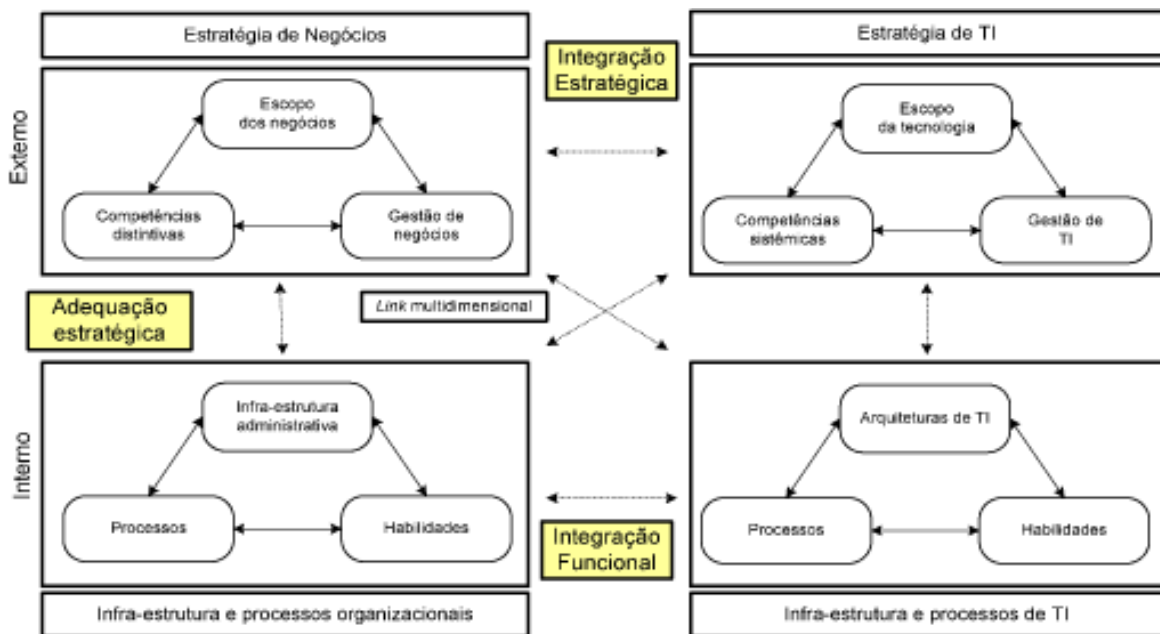 Estratégia de Negócios
Integração
Estratégica
Estratégia de TI
Externo
Escopo
dos negócios
Competências
distintivas
Gestão de
negócios
Escopo
da tecnologia
Competências
sistêmicas
Gestão de
TI
Adequação
estratégica
Link multidimensional
Interno
Infra-estrutura
administrativa
Processos
Habilidades
Arquiteturas de TI
Processos
Habilidades
Integração
Funcional
Infra-estrutura e processos organizacionais
Infra-estrutura e processos de TI